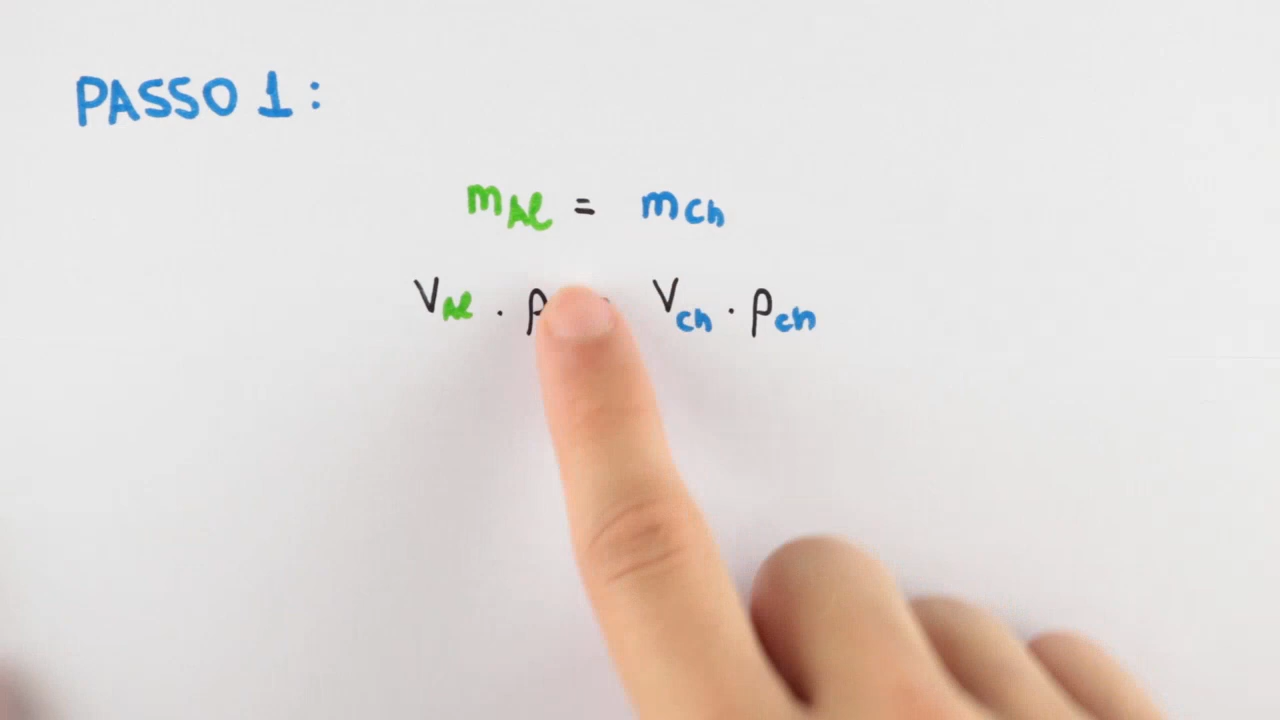 PASSO 1:
mAl = mCh
VAl . ρ Vch . ρch